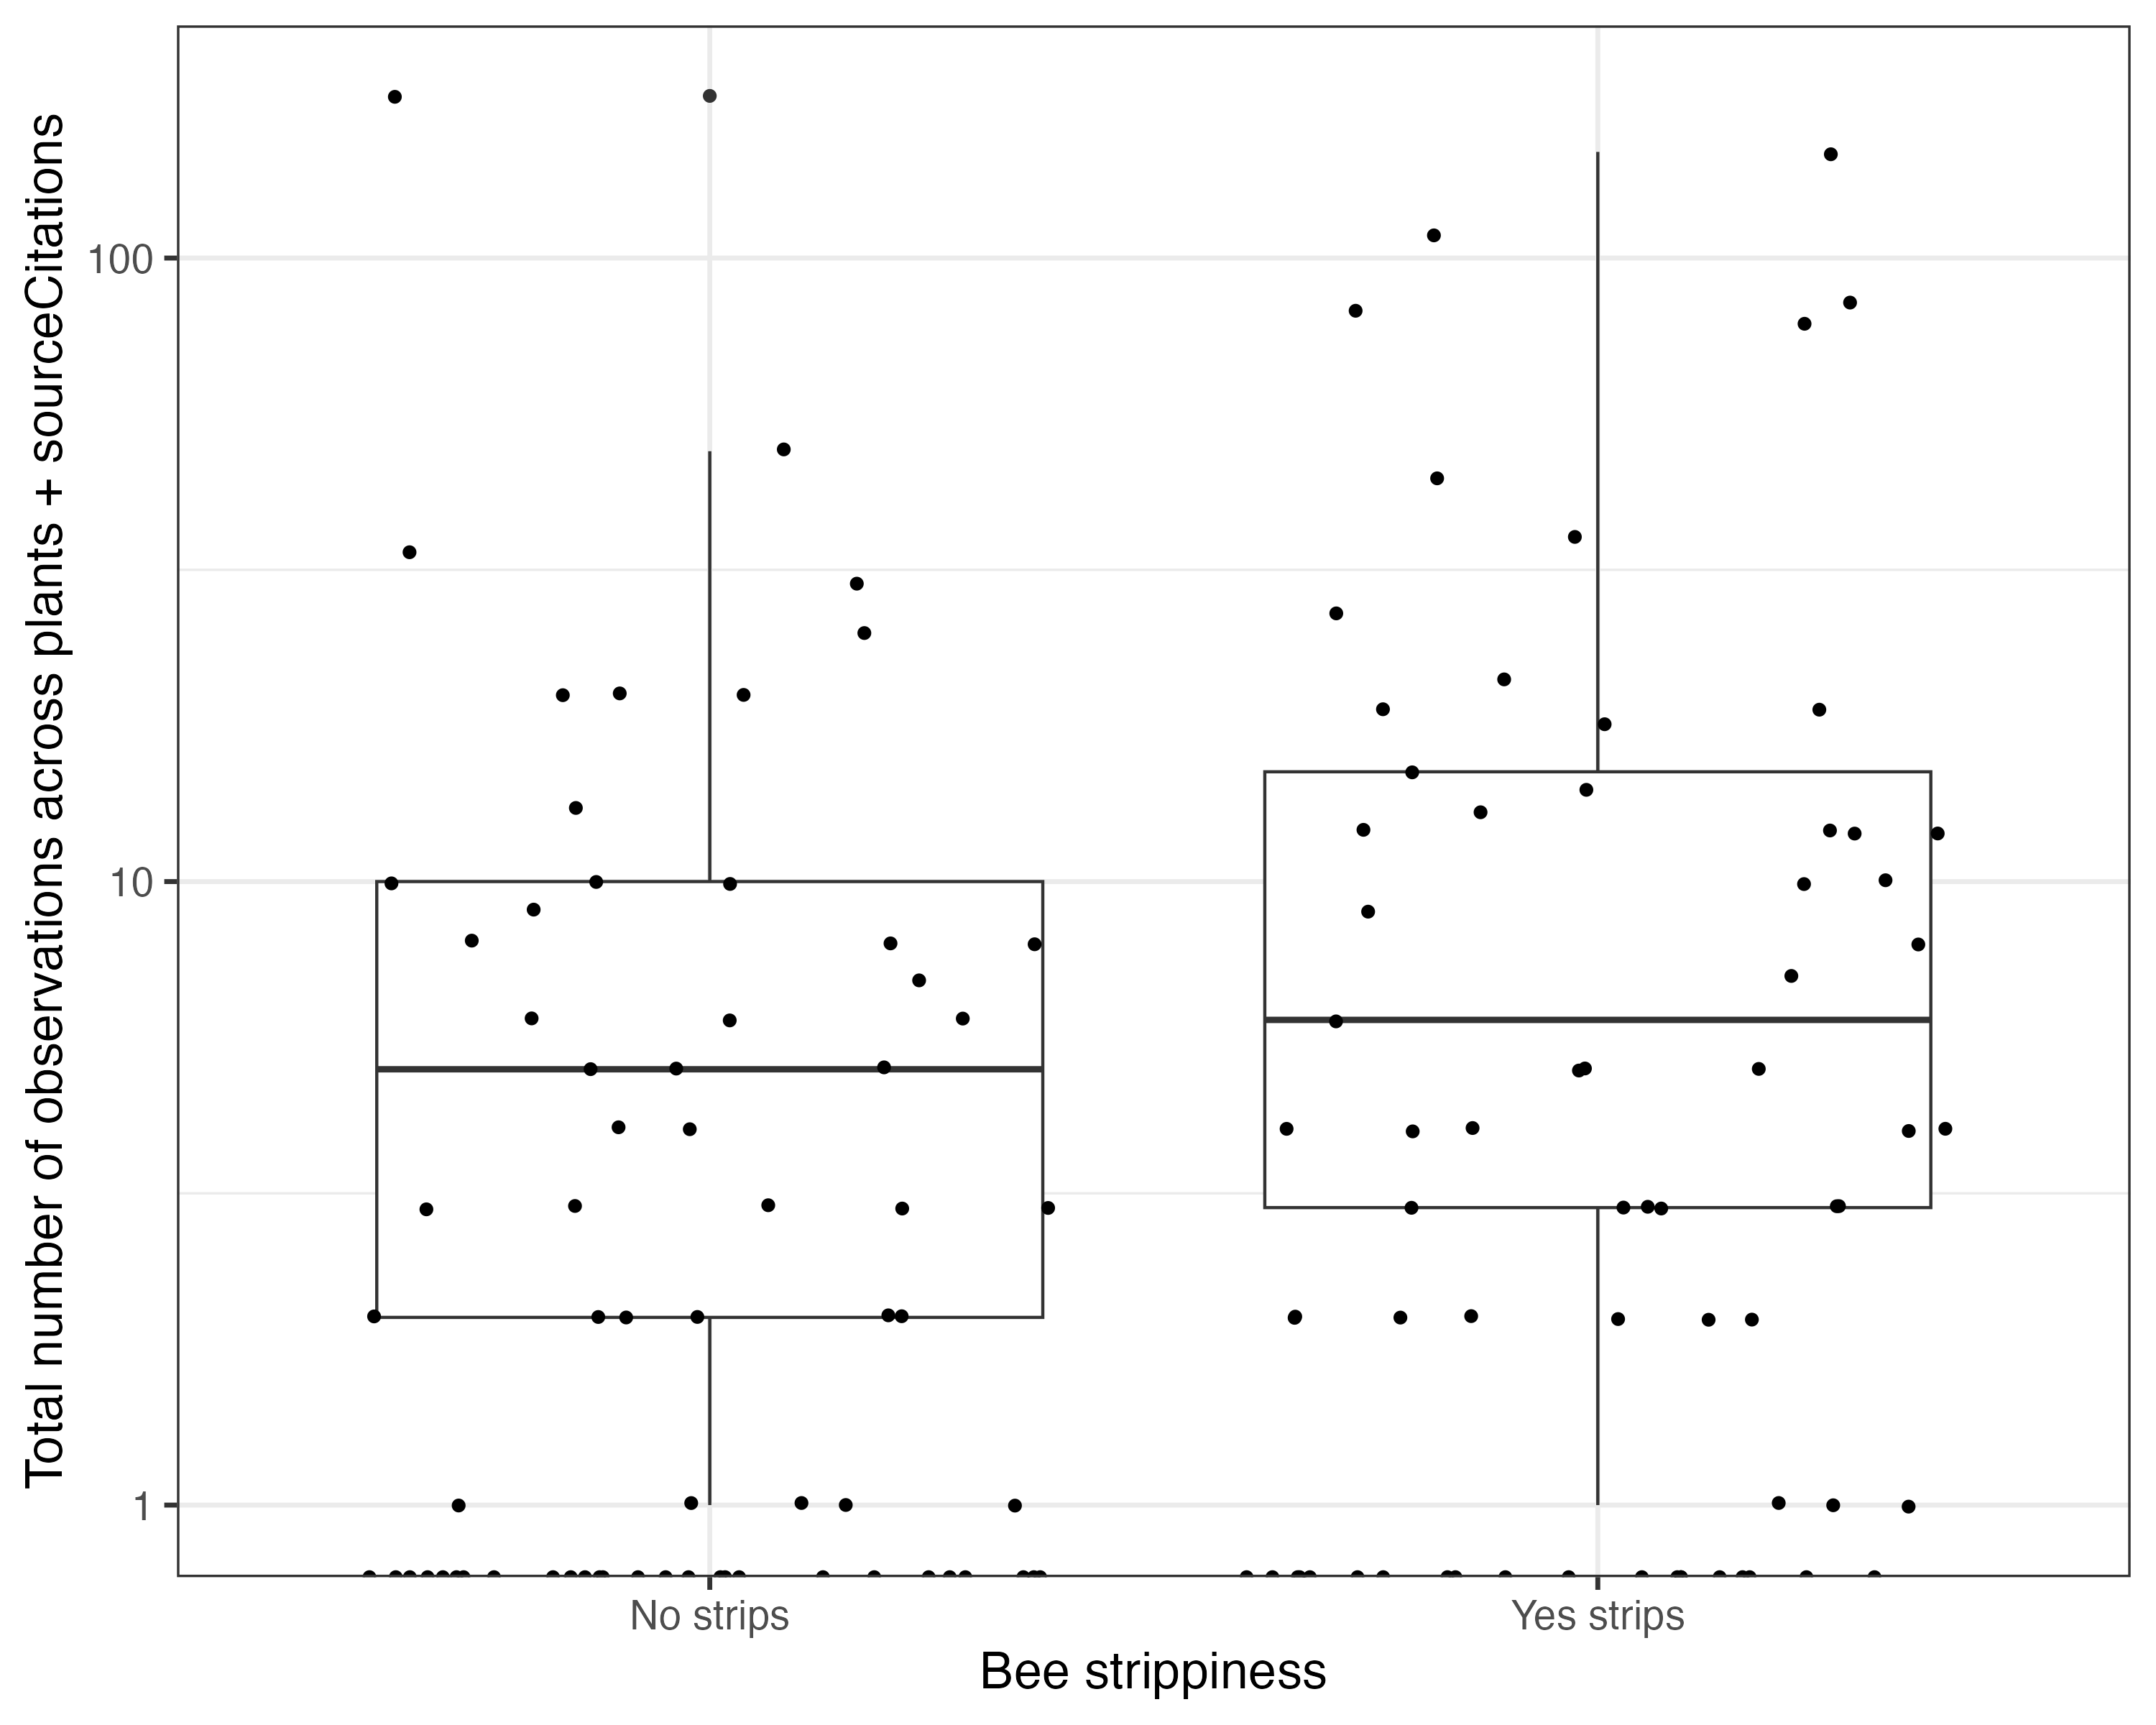 Total number of observations across plants + sourceCitations
100
10
1
No strips
Yes strips
Bee strippiness